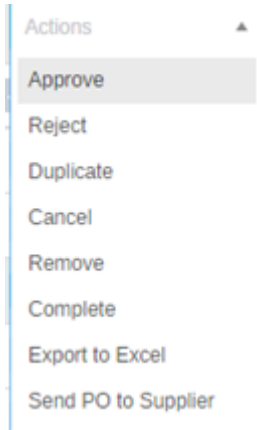 Actions
Approve
Reject
Duplicate
Cancel
Remove
Complete
Export to Excel
Send PO to Supplier